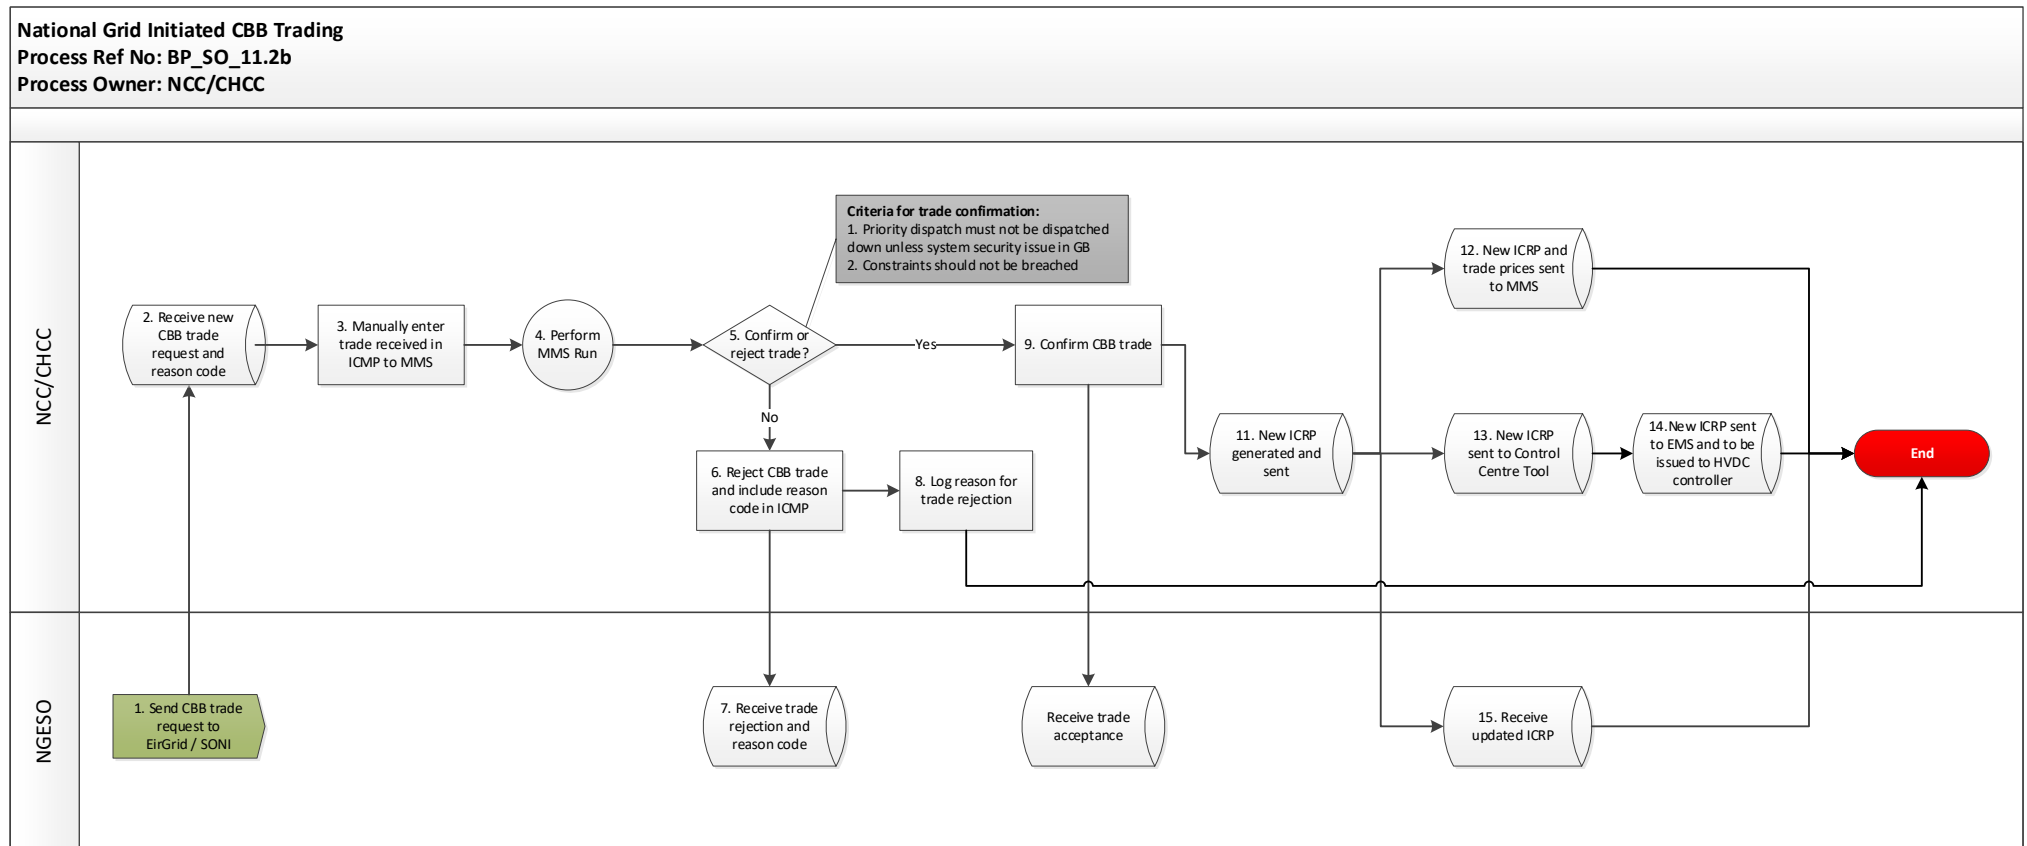 National Grid Initiated CBB Trading
Process Ref No: BP_SO_11.2b
Process Owner: NCC/CHCC
NCC/CHCC
Criteria for trade confirmation:
1. Priority dispatch must not be dispatched
down unless system security issue in GB
2. Constraints should not be breached
2. Receive new
CBB trade
request and
reason code
3. Manually enter
trade received in
ICMP to MMS
4. Perform
MMS Run
5. Confirm or
reject trade?
Yes
9. Confirm CBB trade
No
6. Reject CBB trade
and include reason
code in ICMP
8. Log reason for
trade rejection
11. New ICRP
generated and
sent
12. New ICRP and
trade prices sent
to MMS
13. New ICRP
sent to Control
Centre Tool
14.New ICRP sent
to EMS and to be
issued to HVDC
controller
End
NGESO
1. Send CBB trade
request to
EirGrid / SONI
7. Receive trade
rejection and
reason code
Receive trade
acceptance
15. Receive
updated ICRP